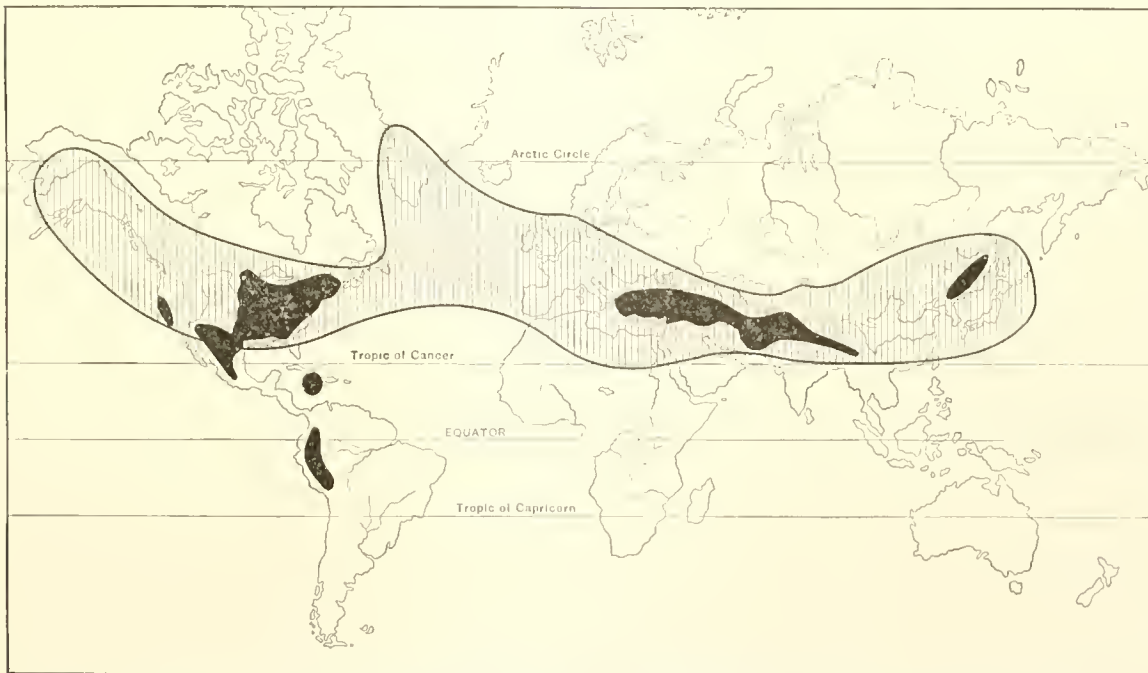 Arctic Circle
Tropic of Cancer
EQUATOR
Tropic of Capricorn